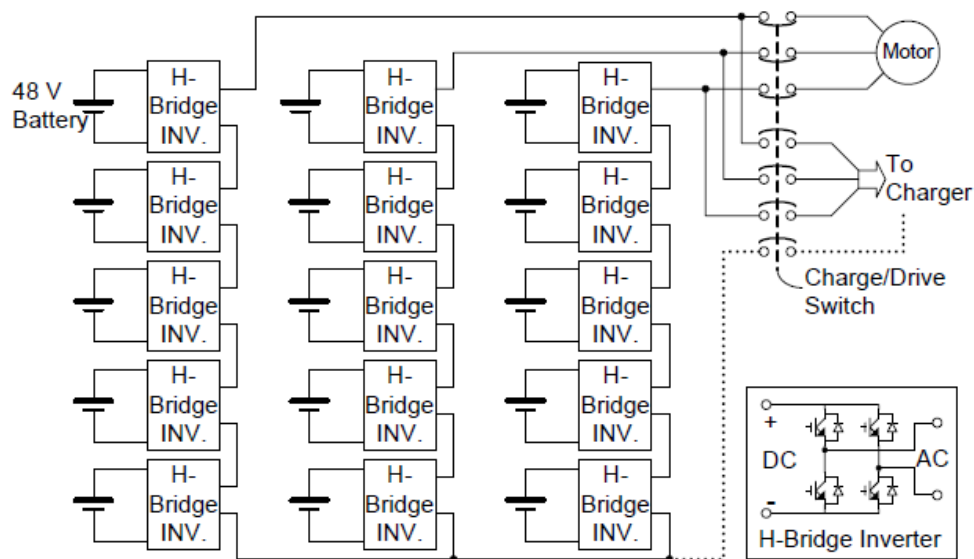 48 V
Battery
H-
Bridge
INV.
H-
Bridge
INV.
H-
Bridge
INV.
Motor
H-
Bridge
INV.
H-
Bridge
INV.
H-
Bridge
INV.
To
Charger
H-
Bridge
INV.
H-
Bridge
INV.
H-
Bridge
INV.
Charge/Drive
Switch
H-
Bridge
INV.
H-
Bridge
INV.
H-
Bridge
INV.
H-
Bridge
INV.
H-
Bridge
INV.
H-
Bridge
INV.
+
DC
AC
-
H-Bridge Inverter